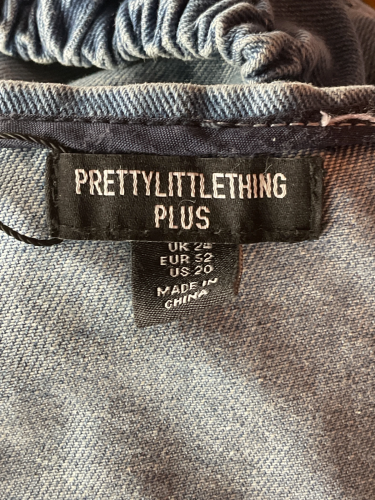 PRETTYLITTLETHING
PLUS
UK 24
EUR 52
US 20
MADE IN
CHINA